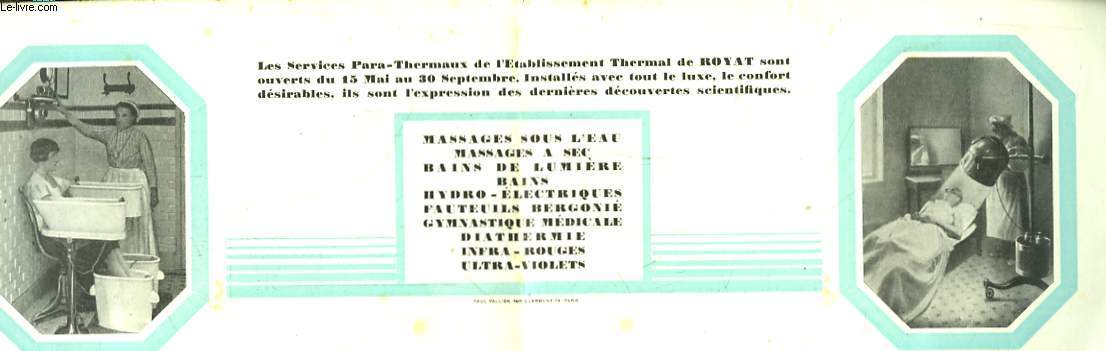 Le-livre.com
Les Services Para-Thermaux de l'Etablissement Thermal de ROYAT sont
ouverts du 15 Mai au 30 Septembre. Installés avec tout le luxe, le confort
désirables, ils sont l'expression des dernières découvertes scientifiques.
MASSAGES SOUS L'EAU
MASSAGES A SEC
BAINS DE LUMIÈRE
BAINS
HYDRO-ÉLECTRIQUES
FAUTEUILS BERGONIÉ
GYMNASTIQUE MÉDICALE
DIATHERMIE
INFRA-ROUGES
ULTRA-VIOLETS
PAUL VALLIER